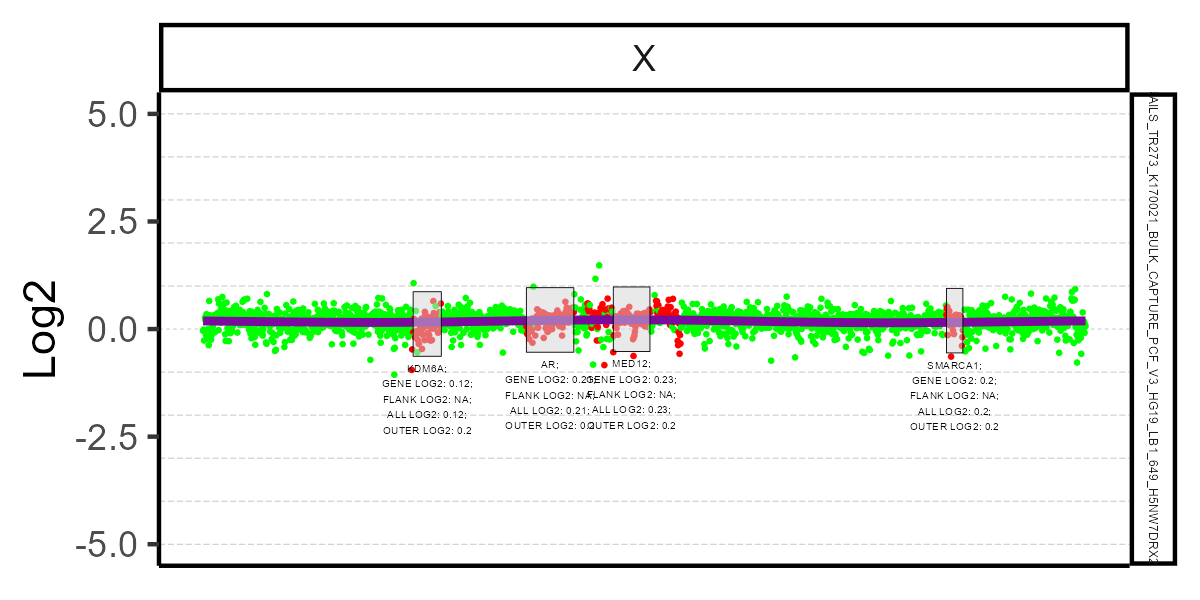 X
Log2
5.0
2.5
0.0
-2.5
-5.0
KDM6A;
GENE LOG2: 0.12;
FLANK LOG2: NA;
ALL LOG2: 0.12;
OUTER LOG2: 0.2
AR;
GENE LOG2: 0.21;
FLANK LOG2: NA;
ALL LOG2: 0.21;
OUTER LOG2: 0.2
MED12;
GENE LOG2: 0.23;
FLANK LOG2: NA;
ALL LOG2: 0.23;
OUTER LOG2: 0.2
SMARCA1;
GENE LOG2: 0.2;
FLANK LOG2: NA;
ALL LOG2: 0.2;
OUTER LOG2: 0.2
AILS_TR273_K170021_BULK_CAPTURE_PCF_V3_HG19_LB1_649_H5NW7DRX2